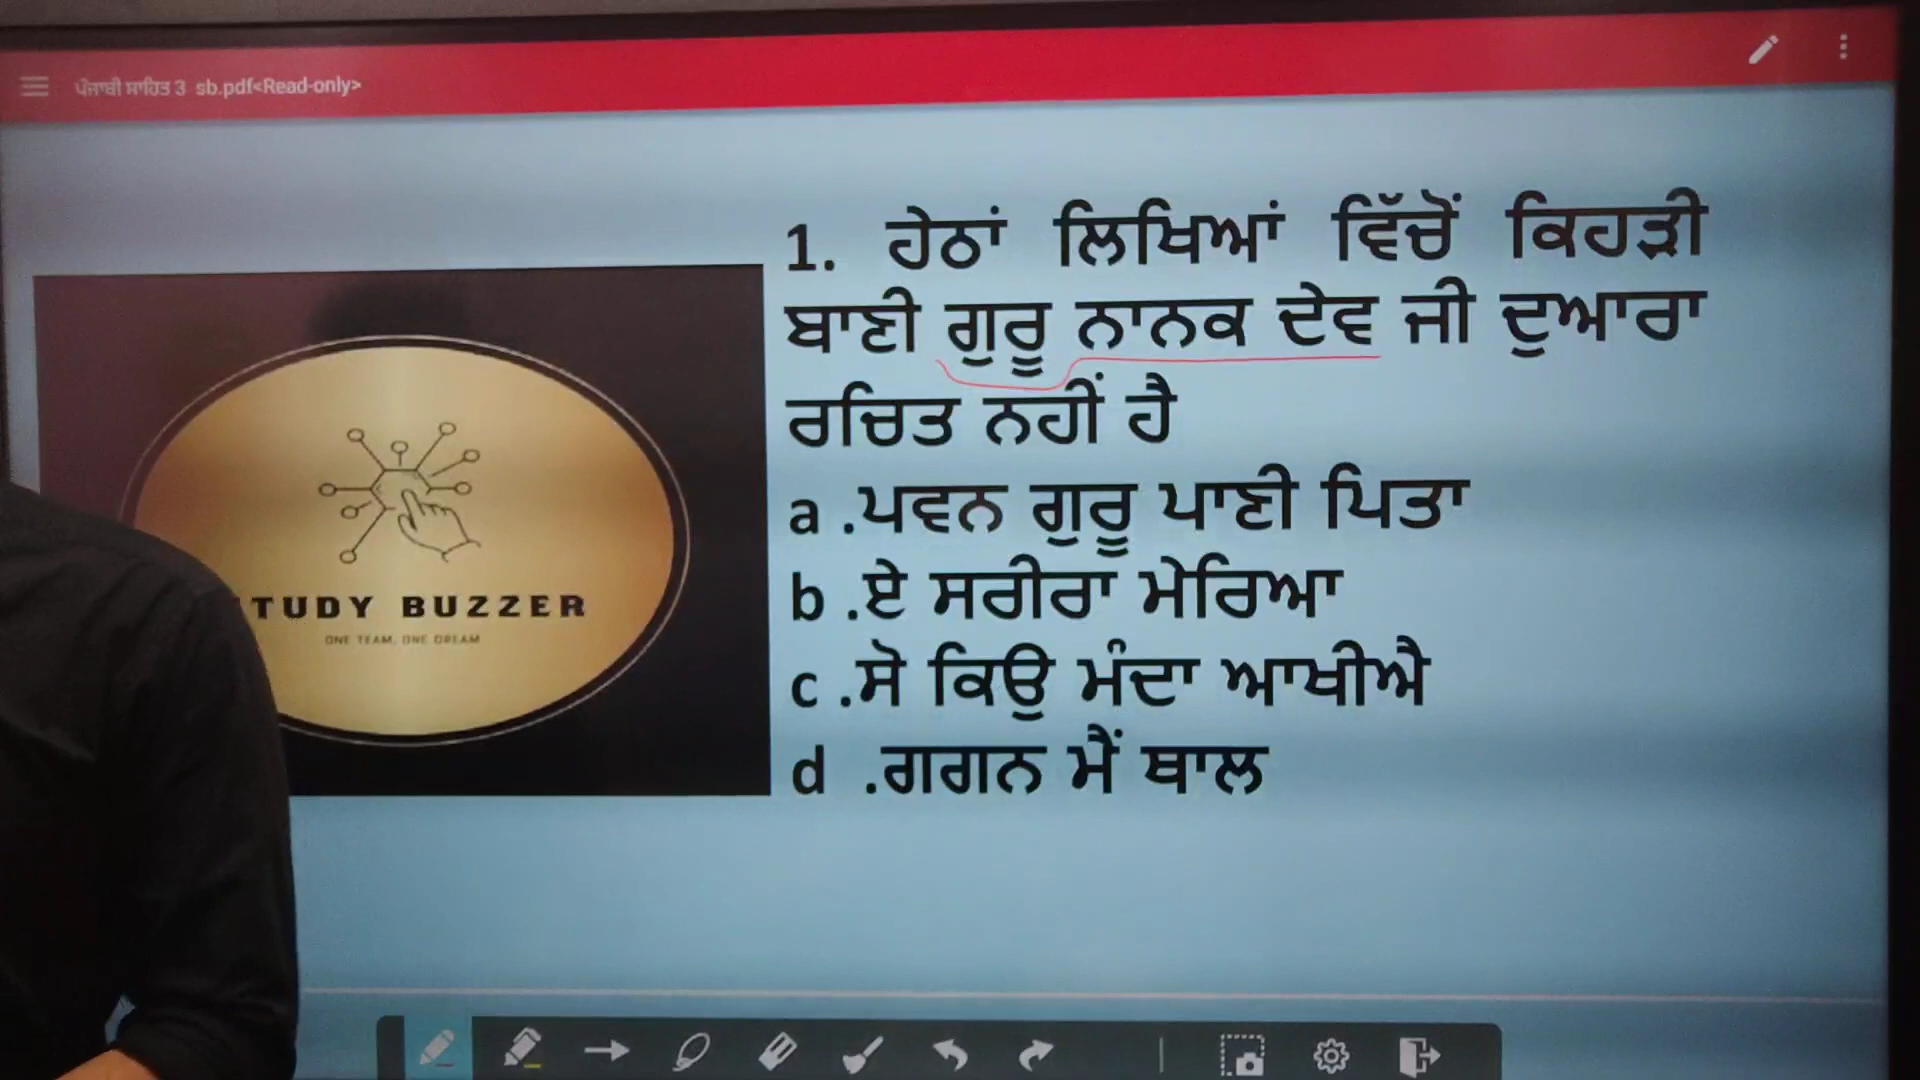 ਪੰਜਾਬੀ ਸਾਹਿਤ 3 sb.pdf<Read-only>
1. ਹੇਠਾਂ ਲਿਖਿਆਂ ਵਿੱਚੋਂ ਕਿਹੜੀ
ਬਾਣੀ ਗੁਰੂ ਨਾਨਕ ਦੇਵ ਜੀ ਦੁਆਰਾ
ਰਚਿਤ ਨਹੀਂ ਹੈ
a .ਪਵਨ ਗੁਰੂ ਪਾਣੀ ਪਿਤਾ
b .ਏ ਸਰੀਰਾ ਮੇਰਿਆ
c .ਸੋ ਕਿਉ ਮੰਦਾ ਆਖੀਐ
d .ਗਗਨ ਮੈਂ ਥਾਲ
TUDY BUZZER
ONE TEAM, ONE DREAM